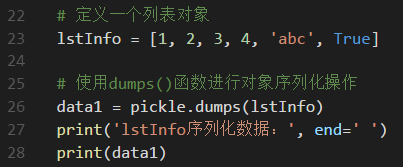 22 # 定义一个列表对象
23 lstInfo = [1, 2, 3, 4, 'abc', True]
24
25 # 使用dumps()函数进行对象序列化操作
26 data1 = pickle.dumps(lstInfo)
27 print('lstInfo序列化数据：', end=' ')
28 print(data1)